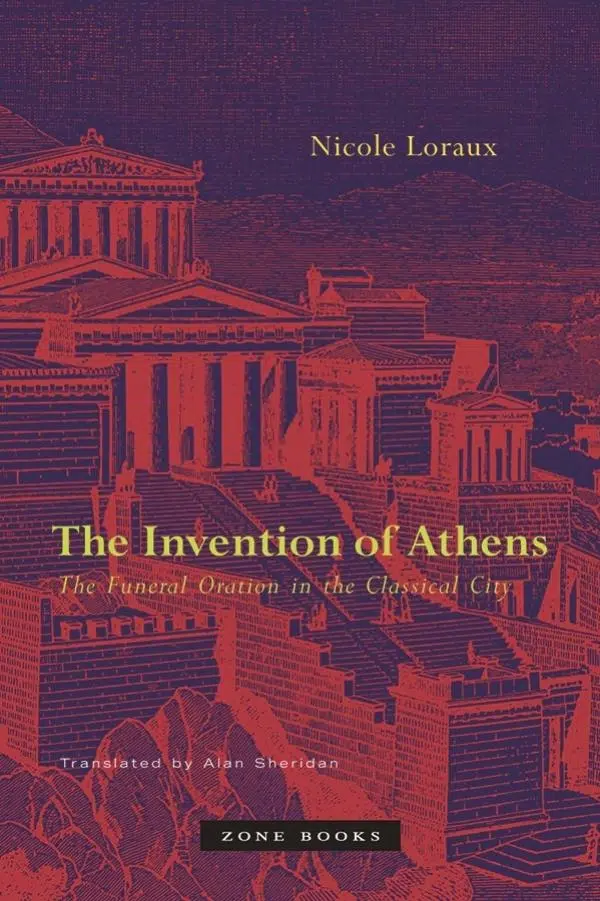 Nicole Loraux
The Invention of Athens
The Funeral Oration in the Classical City
Translated by Alan Sheridan
ZONE BOOKS